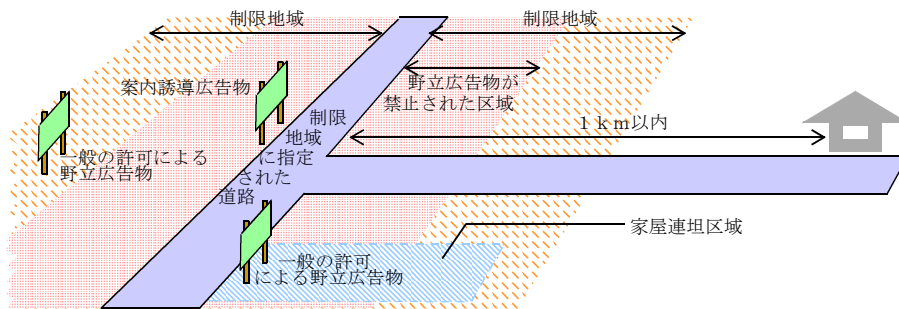 制限地域
制限地域
案内誘導広告物
野立広告物が
禁止された区域
制限
地域
に指定
された
道路
１ｋｍ以内
一般の許可による
野立広告物
家屋連坦区域
一般の許可
による野立広告物